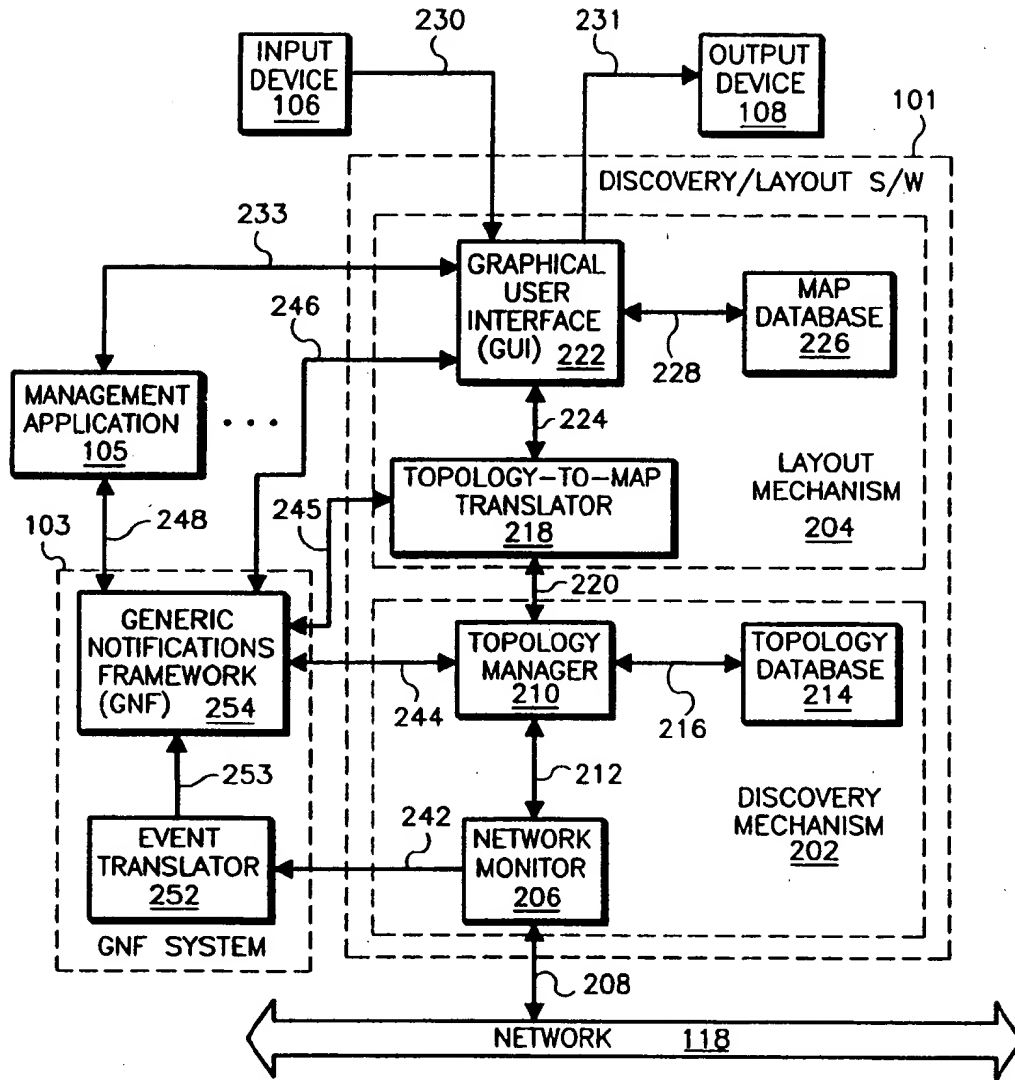 230
231
INPUT
DEVICE
106
OUTPUT
DEVICE
108
101
DISCOVERY/LAYOUT S/W
233
GRAPHICAL
USER
INTERFACE
(GUI) 222
MAP
DATABASE
226
246
228
MANAGEMENT
APPLICATION
105
. . .
224
TOPOLOGY-TO-MAP
TRANSLATOR
218
LAYOUT
MECHANISM
204
248
245
103
220
GENERIC
NOTIFICATIONS
FRAMEWORK
(GNF) 254
TOPOLOGY
MANAGER
210
TOPOLOGY
DATABASE
214
244
216
253
212
EVENT
TRANSLATOR
252
242
NETWORK
MONITOR
206
DISCOVERY
MECHANISM
202
GNF SYSTEM
208
NETWORK 118